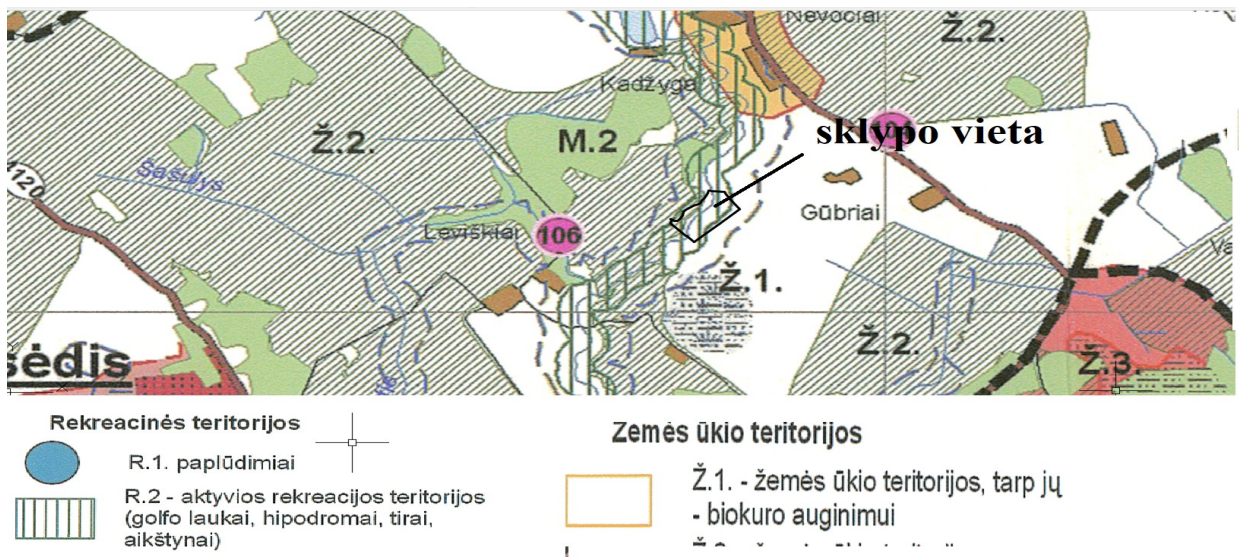 Nevočiai
Ž.2.
Kadžyga
Ž.2.
M.2
sklypo vieta
120
Šašulys
Gūbriai
Leviškiai
106
Ž.1.
Ž.2.
Ž.3.
sėdis
Rekreacinės teritorijos
R.1. paplūdimiai
R.2 - aktyvios rekreacijos teritorijos
(golfo laukai, hipodromai, tirai,
aikštynai)
Zemės ūkio teritorijos
Ž.1. - žemės ūkio teritorijos, tarp jų
- biokuro auginimui